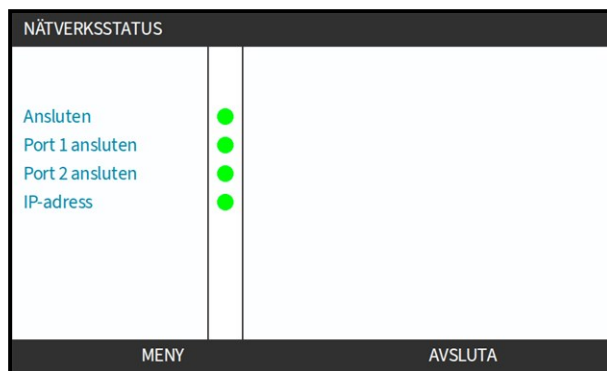 NÄTVERKSSTATUS
Ansluten
Port 1 ansluten
Port 2 ansluten
IP-adress
MENY AVSLUTA